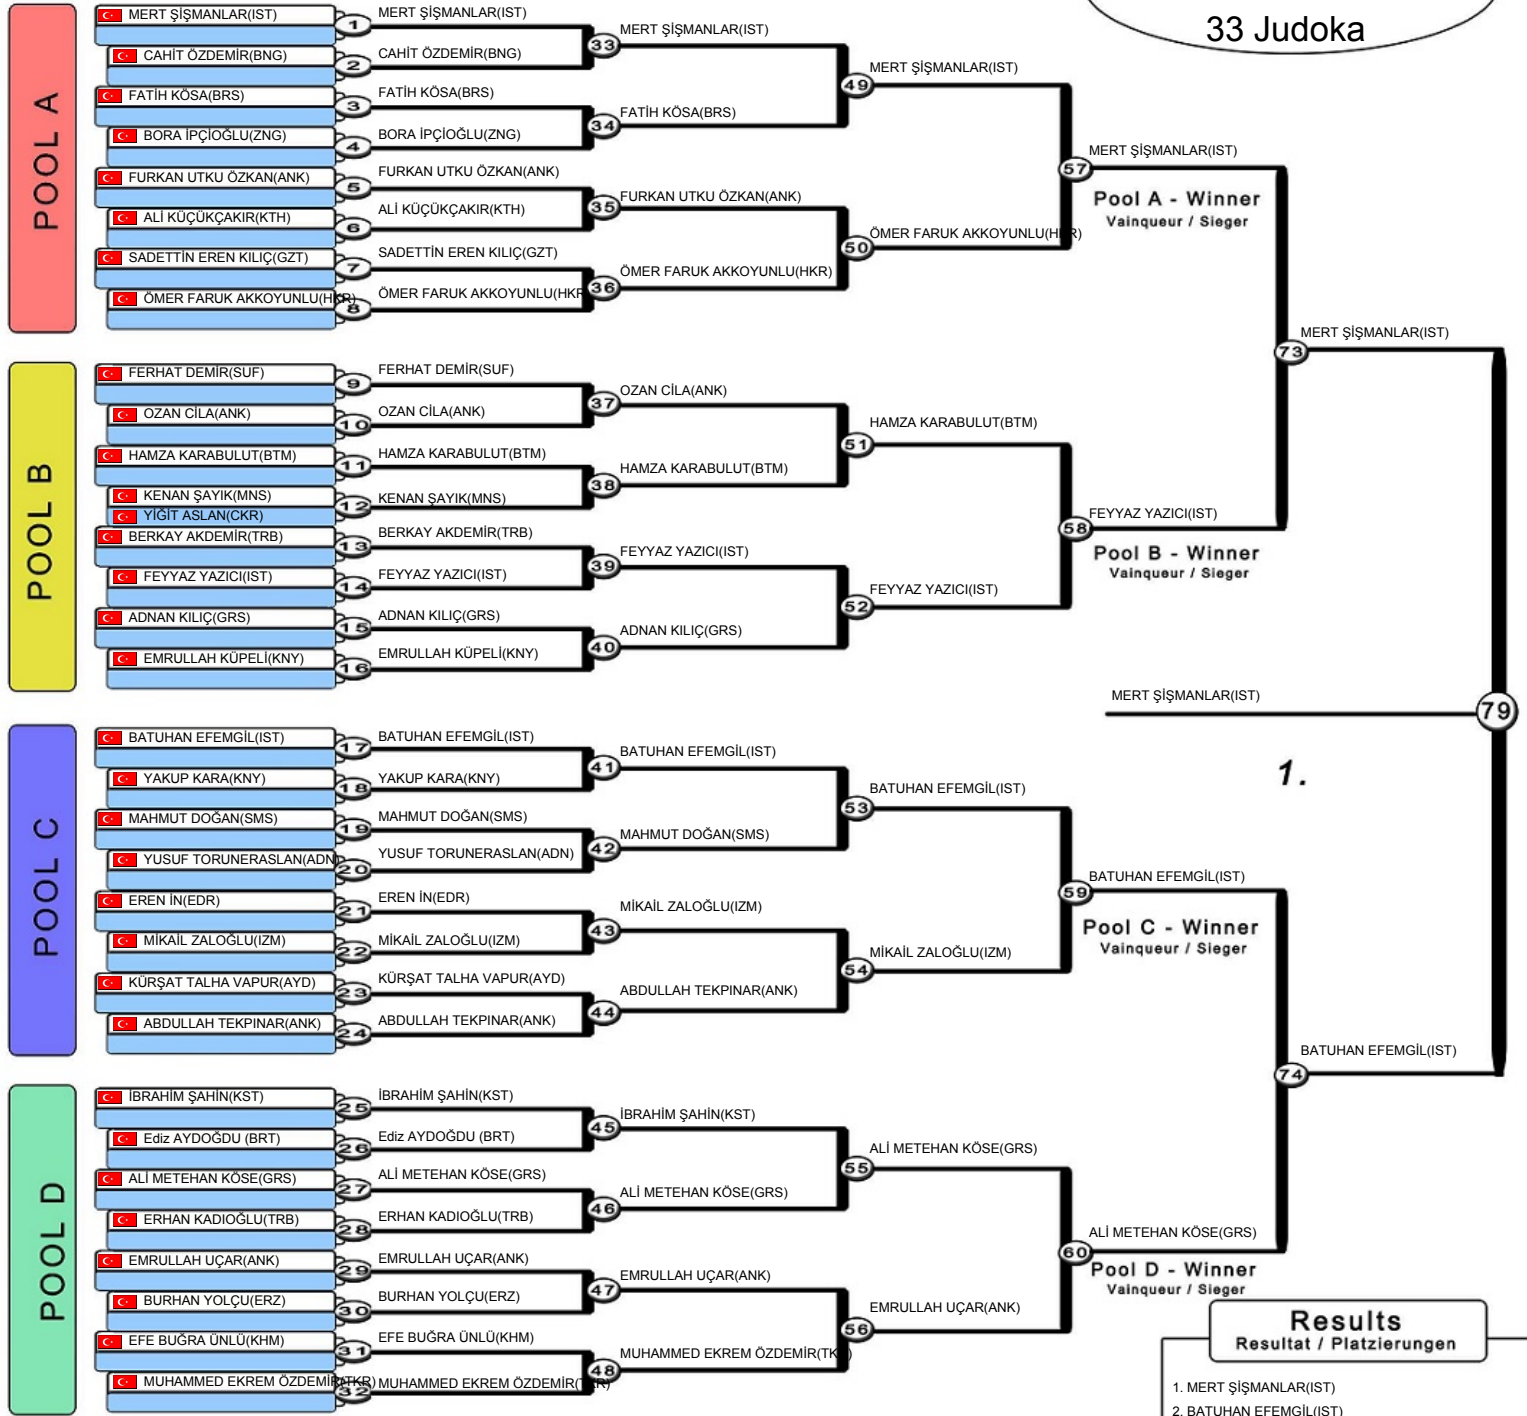 33 Judoka
POOL A
MERT ŞİŞMANLAR(IST)
CAHİT ÖZDEMİR(BNG)
FATİH KÖSA(BRS)
BORA İPÇİOĞLU(ZNG)
FURKAN UTKU ÖZKAN(ANK)
ALİ KÜÇÜKÇAKIR(KTH)
SADETTİN EREN KILIÇ(GZT)
ÖMER FARUK AKKOYUNLU(HKR)
1
2
3
4
5
6
7
8
MERT ŞİŞMANLAR(IST)
CAHİT ÖZDEMİR(BNG)
FATİH KÖSA(BRS)
BORA İPÇİOĞLU(ZNG)
FURKAN UTKU ÖZKAN(ANK)
ALİ KÜÇÜKÇAKIR(KTH)
SADETTİN EREN KILIÇ(GZT)
ÖMER FARUK AKKOYUNLU(HKR
33
34
35
36
MERT ŞİŞMANLAR(IST)
FATİH KÖSA(BRS)
FURKAN UTKU ÖZKAN(ANK)
ÖMER FARUK AKKOYUNLU(HKR)
49
50
MERT ŞİŞMANLAR(IST)
ÖMER FARUK AKKOYUNLU(HKR)
57
MERT ŞİŞMANLAR(IST)
Pool A - Winner
Vainqueur / Sieger
POOL B
FERHAT DEMİR(SUF)
OZAN CİLA(ANK)
HAMZA KARABULUT(BTM)
KENAN ŞAYIK(MNS)
YİĞİT ASLAN(CKR)
BERKAY AKDEMİR(TRB)
FEYYAZ YAZICI(IST)
ADNAN KILIÇ(GRS)
EMRULLAH KÜPELİ(KNY)
9
10
11
12
13
14
15
16
FERHAT DEMİR(SUF)
OZAN CİLA(ANK)
HAMZA KARABULUT(BTM)
KENAN ŞAYIK(MNS)
BERKAY AKDEMİR(TRB)
FEYYAZ YAZICI(IST)
ADNAN KILIÇ(GRS)
EMRULLAH KÜPELİ(KNY)
37
38
39
40
OZAN CİLA(ANK)
HAMZA KARABULUT(BTM)
FEYYAZ YAZICI(IST)
ADNAN KILIÇ(GRS)
51
52
HAMZA KARABULUT(BTM)
FEYYAZ YAZICI(IST)
58
FEYYAZ YAZICI(IST)
Pool B - Winner
Vainqueur / Sieger
73
MERT ŞİŞMANLAR(IST)
MERT ŞİŞMANLAR(IST)
79
1.
POOL C
BATUHAN EFEMGİL(IST)
YAKUP KARA(KNY)
MAHMUT DOĞAN(SMS)
YUSUF TORUNERASLAN(ADN)
EREN İN(EDR)
MİKAİL ZALOĞLU(IZM)
KÜRŞAT TALHA VAPUR(AYD)
ABDULLAH TEKPINAR(ANK)
17
18
19
20
21
22
23
24
BATUHAN EFEMGİL(IST)
YAKUP KARA(KNY)
MAHMUT DOĞAN(SMS)
YUSUF TORUNERASLAN(ADN)
EREN İN(EDR)
MİKAİL ZALOĞLU(IZM)
KÜRŞAT TALHA VAPUR(AYD)
ABDULLAH TEKPINAR(ANK)
41
42
43
44
BATUHAN EFEMGİL(IST)
MAHMUT DOĞAN(SMS)
MİKAİL ZALOĞLU(IZM)
ABDULLAH TEKPINAR(ANK)
53
54
BATUHAN EFEMGİL(IST)
MİKAİL ZALOĞLU(IZM)
59
BATUHAN EFEMGİL(IST)
Pool C - Winner
Vainqueur / Sieger
74
BATUHAN EFEMGİL(IST)
POOL D
İBRAHİM ŞAHİN(KST)
Ediz AYDOĞDU (BRT)
ALİ METEHAN KÖSE(GRS)
ERHAN KADIOĞLU(TRB)
EMRULLAH UÇAR(ANK)
BURHAN YOLÇU(ERZ)
EFE BUĞRA ÜNLÜ(KHM)
MUHAMMED EKREM ÖZDEMİR(TKR)
25
26
27
28
29
30
31
32
İBRAHİM ŞAHİN(KST)
Ediz AYDOĞDU (BRT)
ALİ METEHAN KÖSE(GRS)
ERHAN KADIOĞLU(TRB)
EMRULLAH UÇAR(ANK)
BURHAN YOLÇU(ERZ)
EFE BUĞRA ÜNLÜ(KHM)
MUHAMMED EKREM ÖZDEMİR(TKR)
45
46
47
48
İBRAHİM ŞAHİN(KST)
ALİ METEHAN KÖSE(GRS)
EMRULLAH UÇAR(ANK)
MUHAMMED EKREM ÖZDEMİR(TKR)
55
56
ALİ METEHAN KÖSE(GRS)
EMRULLAH UÇAR(ANK)
60
ALİ METEHAN KÖSE(GRS)
Pool D - Winner
Vainqueur / Sieger
Results
Resultat / Platzierungen
1. MERT ŞİŞMANLAR(IST)
2. BATUHAN EFEMGİL(IST)